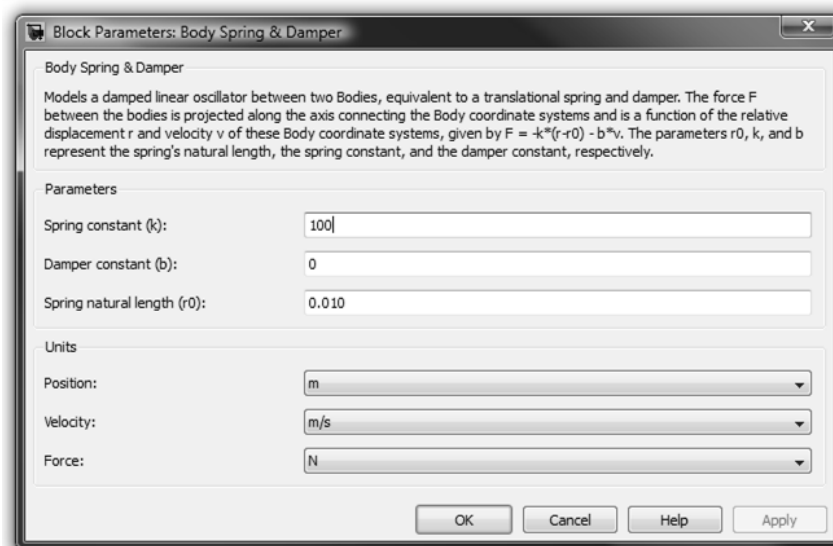 Block Parameters: Body Spring & Damper
x
Body Spring & Damper
Models a damped linear oscillator between two Bodies, equivalent to a translational spring and damper. The force F
between the bodies is projected along the axis connecting the Body coordinate systems and is a function of the relative
displacement r and velocity v of these Body coordinate systems, given by F = -k*(r-r0) - b*v. The parameters r0, k, and b
represent the spring's natural length, the spring constant, and the damper constant, respectively.
Parameters
Spring constant (k): 100
Damper constant (b): 0
Spring natural length (r0): 0.010
Units
Position: m
Velocity: m/s
Force: N
OK Cancel Help Apply